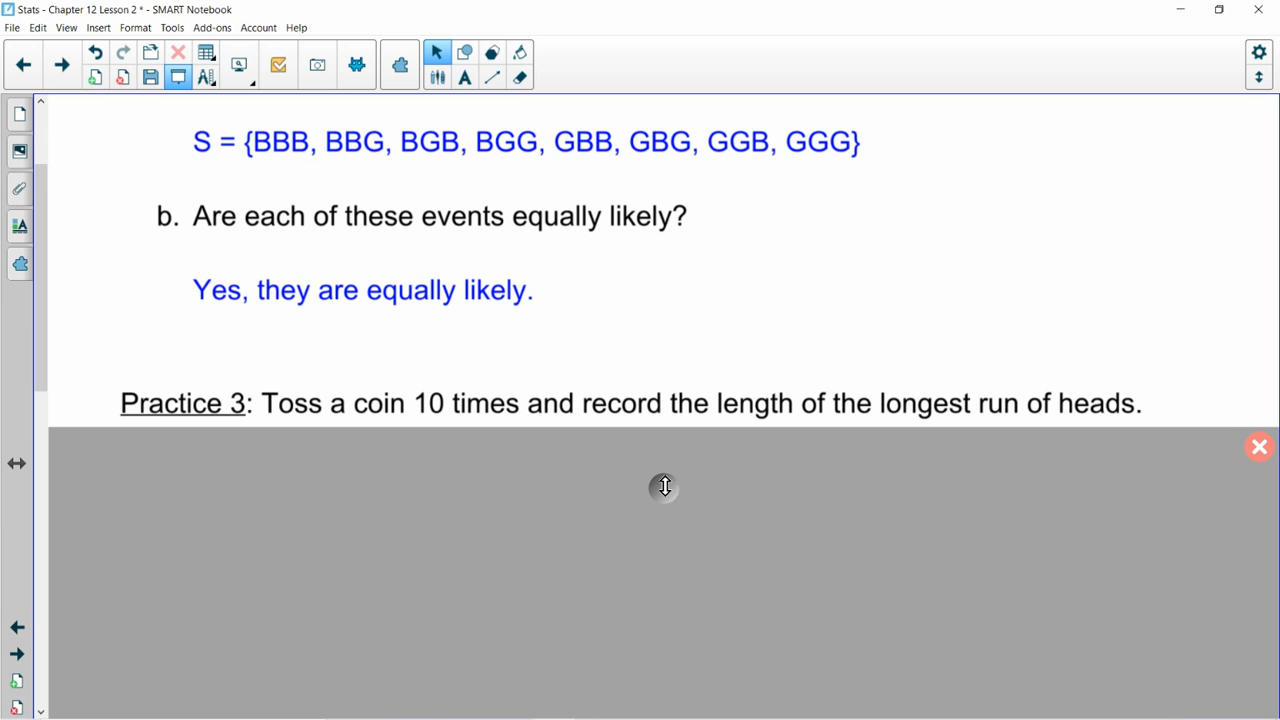 Stats - Chapter 12 Lesson 2 * - SMART Notebook
File Edit View Insert Format Tools Add-ons Account Help
S = {BBB, BBG, BGB, BGG, GBB, GBG, GGB, GGG}
b. Are each of these events equally likely?
Yes, they are equally likely.
Practice 3: Toss a coin 10 times and record the length of the longest run of heads.